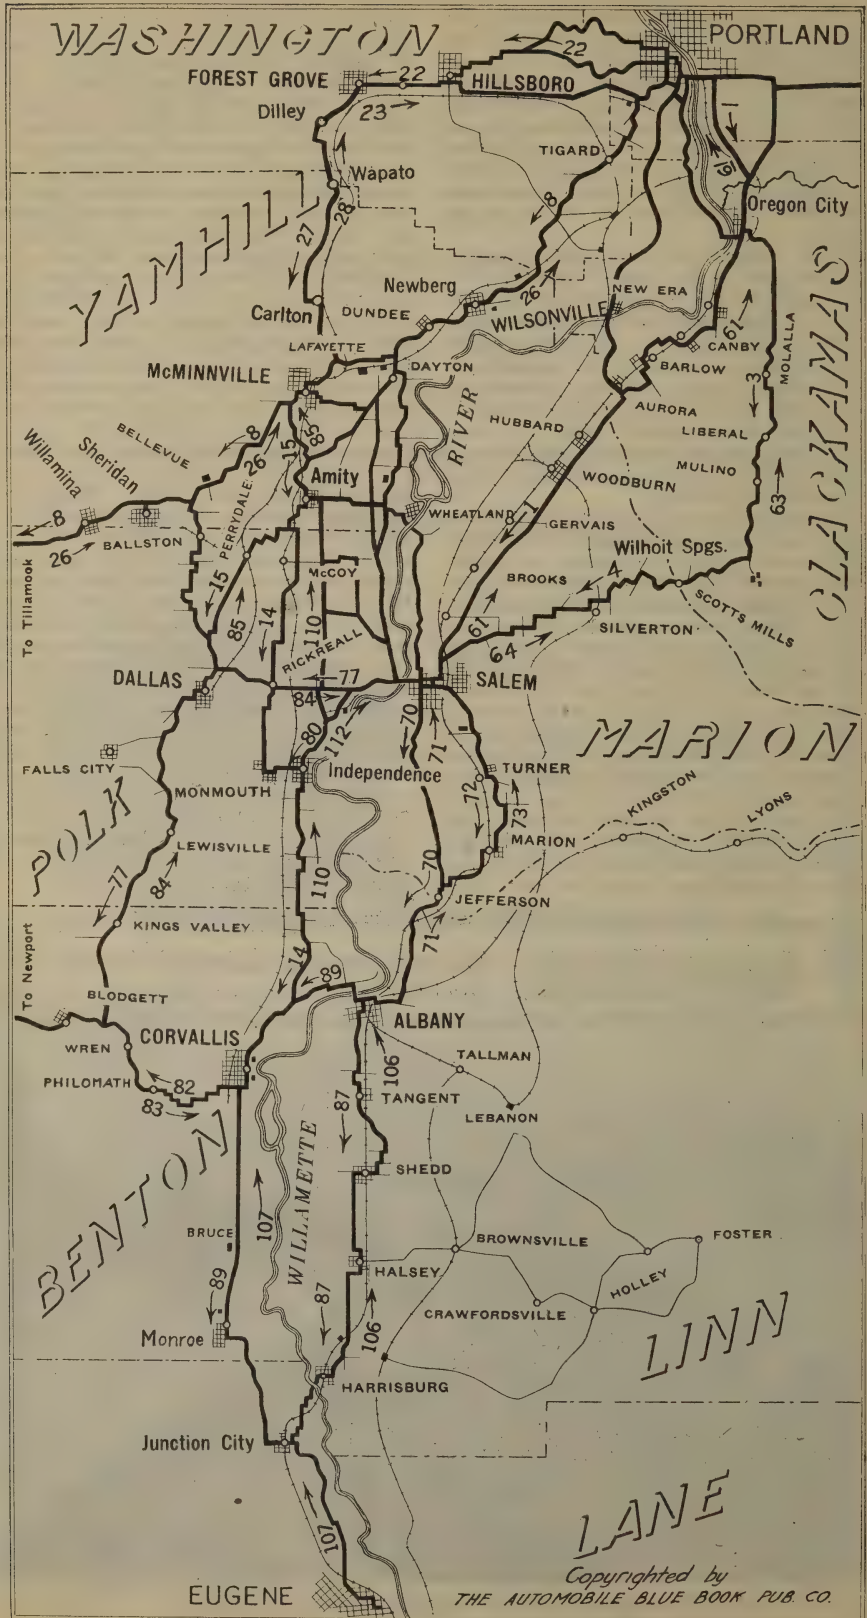 WASHINGTON
PORTLAND
22
FOREST GROVE
22
HILLSBORO
Dilley
23
1
TIGARD
19
Wapato
Oregon City
YAMHILL
28
8
27
Newberg
26
NEW ERA
Carlton
DUNDEE
WILSONVILLE
61
CLACKAMAS
LAFAYETTE
CANBY
MOLALLA
McMINNVILLE
DAYTON
BARLOW
3
RIVER
AURORA
8
85
HUBBARD
LIBERAL
BELLEVUE
15
Willamina
Sheridan
26
Amity
MULINO
WOODBURN
63
PERRYDALE
WHEATLAND
1
8
GERVAIS
26
BALLSTON
Wilhoit Spgs.
To Tillamook
McCOY
BROOKS
4
15
85
14
110
61
SCOTTS MILLS
RICKREALL
64
SILVERTON
DALLAS
77
SALEM
84
70
80
112
71
MARION
FALLS CITY
Independence
TURNER
MONMOUTH
72
KINGSTON
73
LYONS
POLK
LEWISVILLE
MARION
77
84
110
70
JEFFERSON
KINGS VALLEY
71
To Newport
14
89
BLODGETT
CORVALLIS
ALBANY
WREN
106
TALLMAN
PHILOMATH
82
TANGENT
83
87
LEBANON
BENTON
WILLAMETTE
SHEDD
107
BRUCE
BROWNSVILLE
FOSTER
HALSEY
HOLLEY
89
87
CRAWFORDSVILLE
106
Monroe
LINN
HARRISBURG
Junction City
107
LANE
EUGENE
Copyrighted by
THE AUTOMOBILE BLUE BOOK PUB. CO.